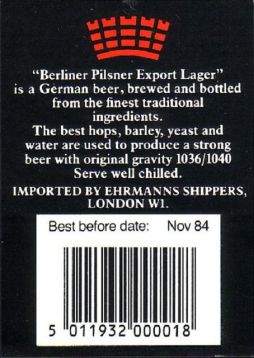 “Berliner Pilsner Export Lager”
is a German beer, brewed and bottled
from the finest traditional
ingredients.
The best hops, barley, yeast and
water are used to produce a strong
beer with original gravity 1036/1040
Serve well chilled.
IMPORTED BY EHRMANNS SHIPPERS,
LONDON W1.
Best before date: Nov 84
5 011932 000018